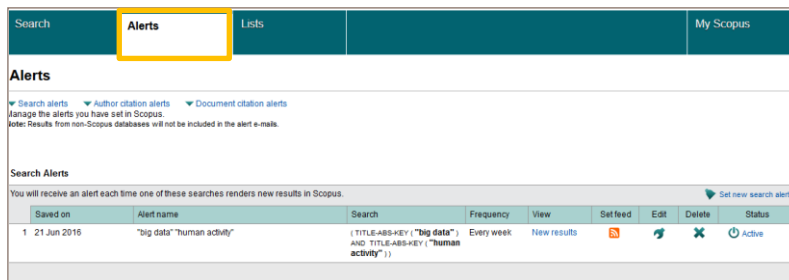 Search Alerts Lists My Scopus
Alerts
Search alerts Author citation alerts Document citation alerts
Manage the alerts you have set in Scopus.
Note: Results from non-Scopus databases will not be included in the alert e-mails.
Search Alerts
You will receive an alert each time one of these searches renders new results in Scopus. Set new search alert
Saved on Alert name Search Frequency View Set feed Edit Delete Status
1 21 Jun 2016 "big data" "human activity" ( TITLE-ABS-KEY ( "big data" ) Every week New results Active
AND TITLE-ABS-KEY ( "human
activity" ) )